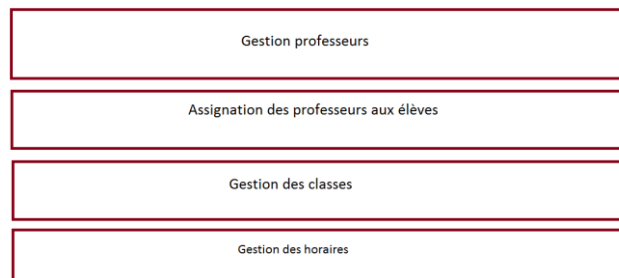 Gestion professeurs
Assignation des professeurs aux élèves
Gestion des classes
Gestion des horaires